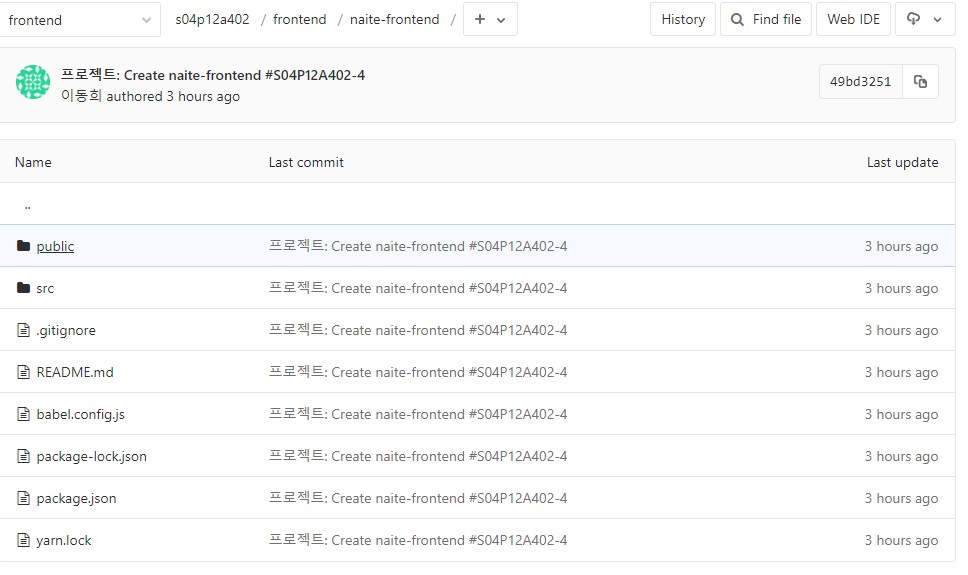 frontend
s04p12a402 / frontend / naite-frontend / +
History Find file Web IDE
프로젝트: Create naite-frontend #S04P12A402-4
이동희 authored 3 hours ago
49bd3251
Name Last commit Last update
..
public 프로젝트: Create naite-frontend #S04P12A402-4 3 hours ago
src 프로젝트: Create naite-frontend #S04P12A402-4 3 hours ago
.gitignore 프로젝트: Create naite-frontend #S04P12A402-4 3 hours ago
README.md 프로젝트: Create naite-frontend #S04P12A402-4 3 hours ago
babel.config.js 프로젝트: Create naite-frontend #S04P12A402-4 3 hours ago
package-lock.json 프로젝트: Create naite-frontend #S04P12A402-4 3 hours ago
package.json 프로젝트: Create naite-frontend #S04P12A402-4 3 hours ago
yarn.lock 프로젝트: Create naite-frontend #S04P12A402-4 3 hours ago